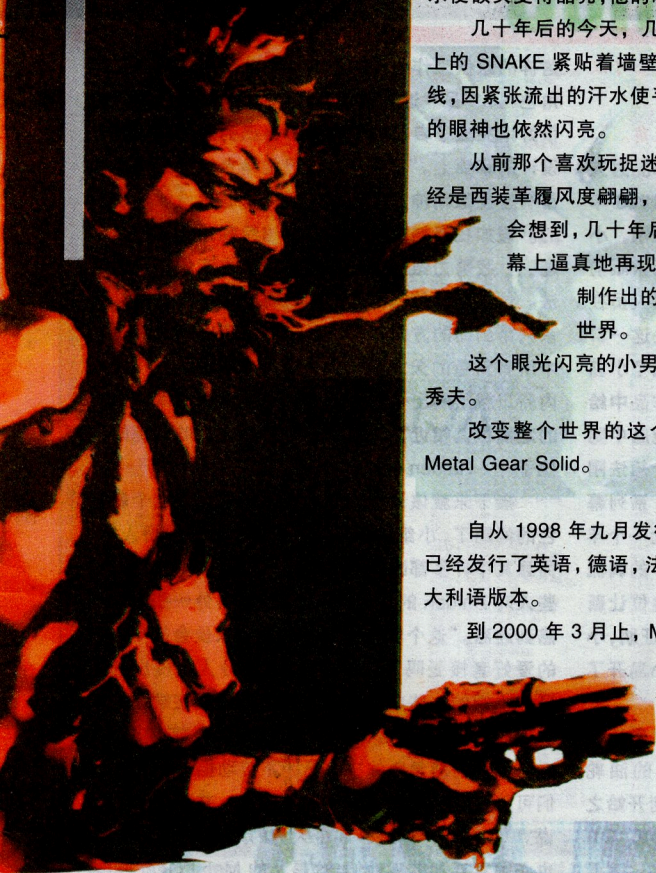 几十年后的今天，几
上的 SNAKE 紧贴着墙壁
线，因紧张流出的汗水使
的眼神也依然闪亮。
从前那个喜欢玩捉迷
经是西装革履风度翩翩，
会想到，几十年后
幕上逼真地再现
制作出的
世界。
这个眼光闪亮的小男
秀夫。
改变整个世界的这个
Metal Gear Solid。
自从 1998 年九月发行
已经发行了英语，德语，法
大利语版本。
到 2000 年 3 月止，M